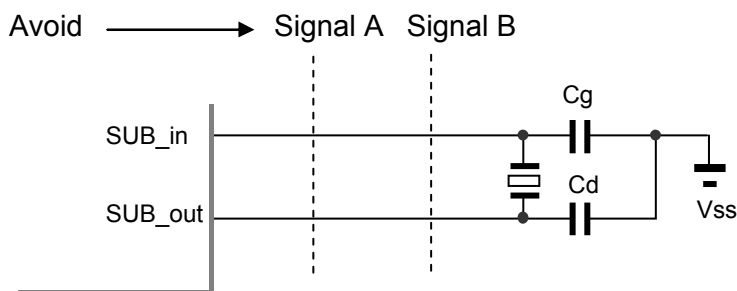 Avoid Signal A Signal B
Cg
SUB_in
Cd
SUB_out
Vss